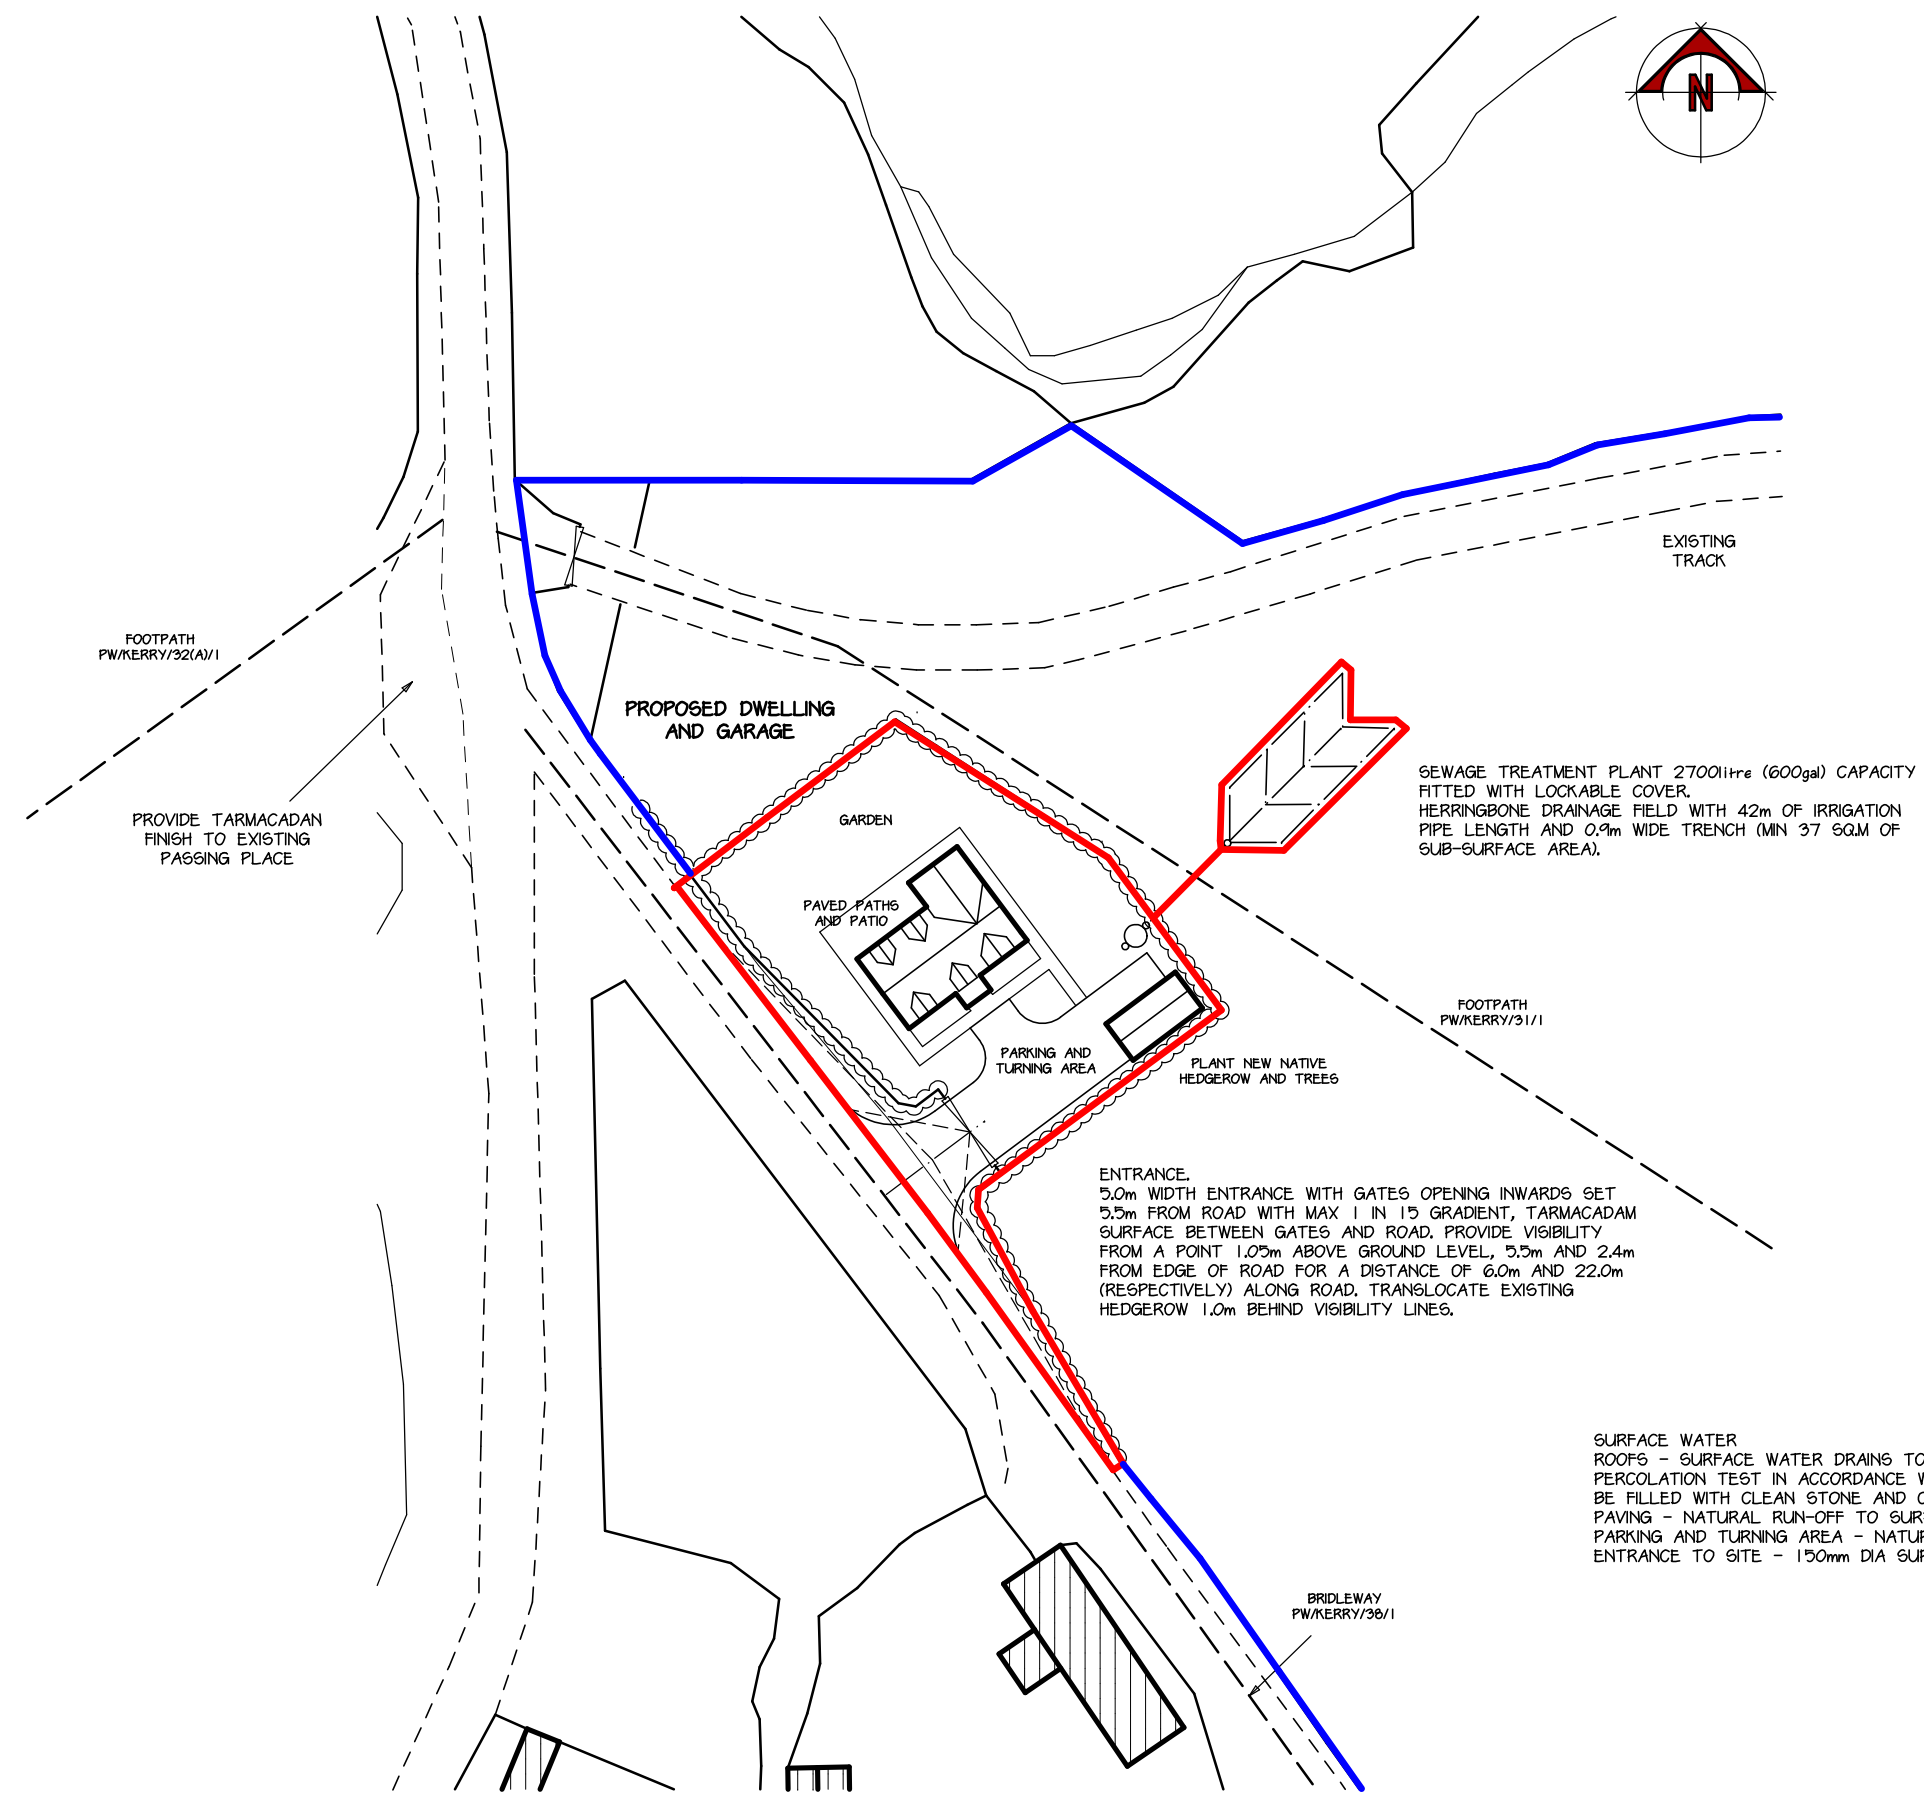 N
EXISTING
TRACK
FOOTPATH
PW/KERRY/32(A)/1
PROPOSED DWELLING
AND GARAGE
SEWAGE TREATMENT PLANT 2700litre (600gal) CAPACITY
FITTED WITH LOCKABLE COVER.
HERRINGBONE DRAINAGE FIELD WITH 42m OF IRRIGATION
PIPE LENGTH AND 0.9m WIDE TRENCH (MIN 37 SQ.M OF
SUB-SURFACE AREA).
PROVIDE TARMACADAN
FINISH TO EXISTING
PASSING PLACE
GARDEN
PAVED PATHS
AND PATIO
FOOTPATH
PW/KERRY/31/1
PARKING AND
TURNING AREA
PLANT NEW NATIVE
HEDGEROW AND TREES
ENTRANCE.
5.0m WIDTH ENTRANCE WITH GATES OPENING INWARDS SET
5.5m FROM ROAD WITH MAX 1 IN 15 GRADIENT, TARMACADAM
SURFACE BETWEEN GATES AND ROAD. PROVIDE VISIBILITY
FROM A POINT 1.05m ABOVE GROUND LEVEL, 5.5m AND 2.4m
FROM EDGE OF ROAD FOR A DISTANCE OF 6.0m AND 22.0m
(RESPECTIVELY) ALONG ROAD. TRANSLOCATE EXISTING
HEDGEROW 1.0m BEHIND VISIBILITY LINES.
SURFACE WATER
ROOFS - SURFACE WATER DRAINS TO
PERCOLATION TEST IN ACCORDANCE
BE FILLED WITH CLEAN STONE AND
PAVING - NATURAL RUN-OFF TO
PARKING AND TURNING AREA -
ENTRANCE TO SITE - 150mm DIA
BRIDLEWAY
PW/KERRY/38/1